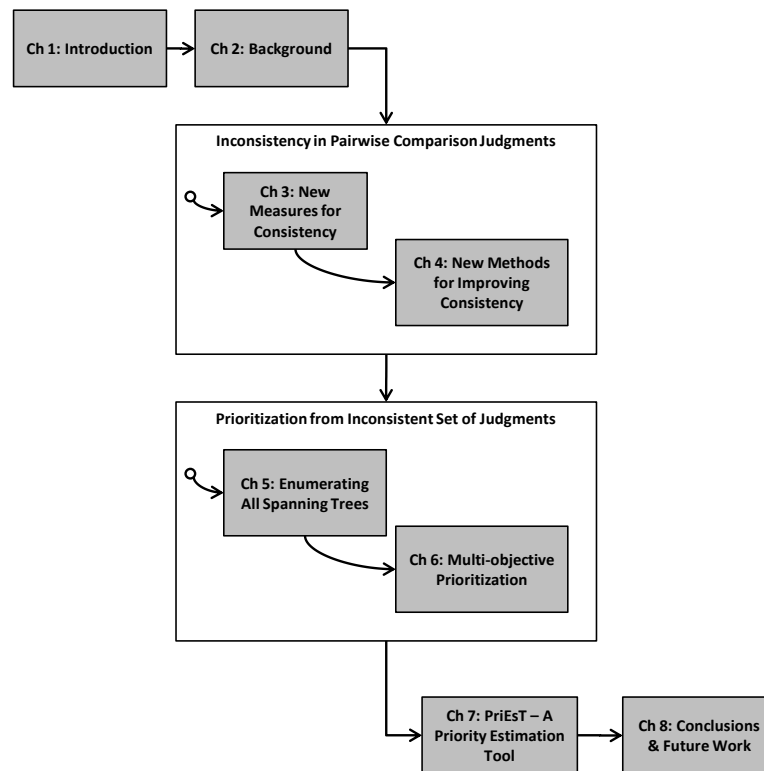 Ch 1: Introduction
Ch 2: Background
Inconsistency in Pairwise Comparison Judgments
Ch 3: New
Measures for
Consistency
Ch 4: New Methods
for Improving
Consistency
Prioritization from Inconsistent Set of Judgments
Ch 5: Enumerating
All Spanning Trees
Ch 6: Multi-objective
Prioritization
Ch 7: PriEsT – A
Priority Estimation
Tool
Ch 8: Conclusions
& Future Work